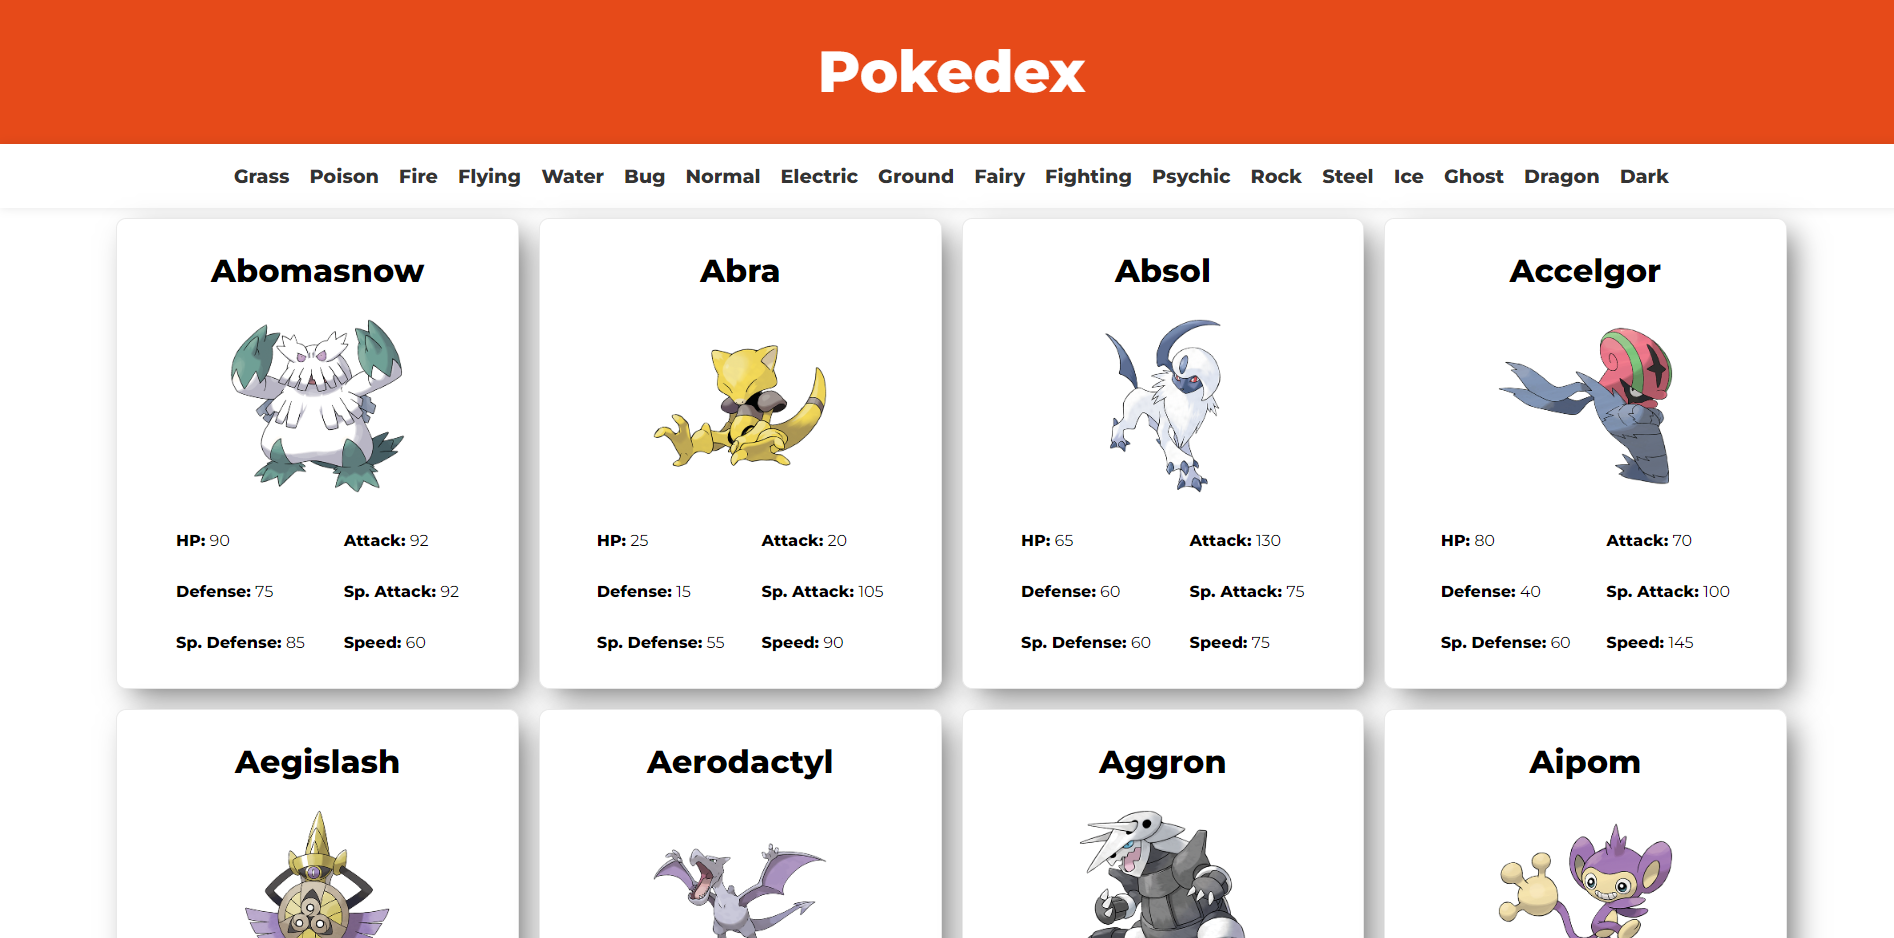 Pokedex
Grass Poison Fire Flying Water Bug Normal Electric Ground Fairy Fighting Psychic Rock Steel Ice Ghost Dragon Dark
Abomasnow
HP: 90 Attack: 92
Defense: 75 Sp. Attack: 92
Sp. Defense: 85 Speed: 60
Abra
HP: 25 Attack: 20
Defense: 15 Sp. Attack: 105
Sp. Defense: 55 Speed: 90
Absol
HP: 65 Attack: 130
Defense: 60 Sp. Attack: 75
Sp. Defense: 60 Speed: 75
Accelgor
HP: 80 Attack: 70
Defense: 40 Sp. Attack: 100
Sp. Defense: 60 Speed: 145
Aegislash
Aerodactyl
Aggron
Aipom